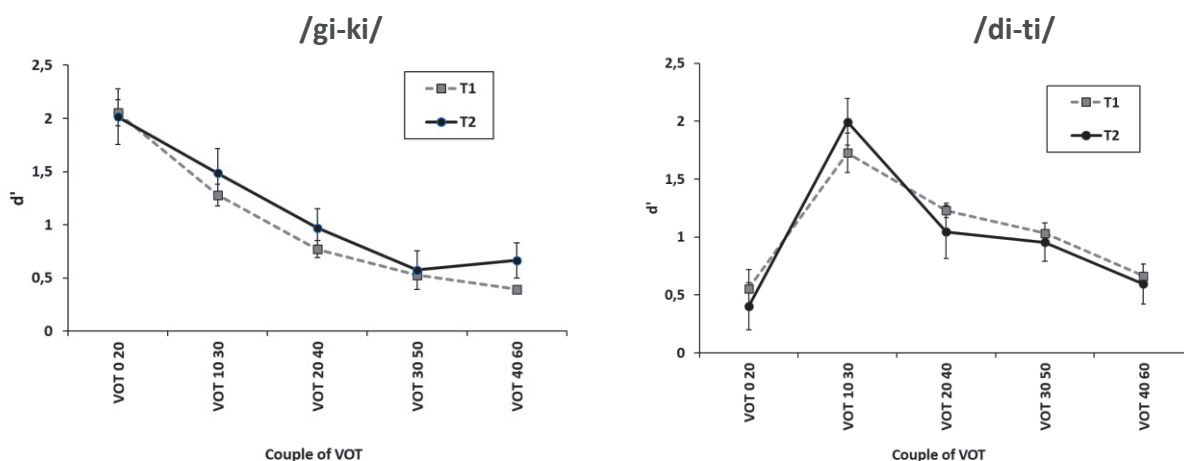 /gi-ki/
2,5
2
1,5
1
0,5
0
d'
T1
T2
VOT 0 20
VOT 10 30
VOT 20 40
VOT 30 50
VOT 40 60
Couple of VOT
/di-ti/
2,5
2
1,5
1
0,5
0
d'
T1
T2
VOT 0 20
VOT 10 30
VOT 20 40
VOT 30 50
VOT 40 60
Couple of VOT